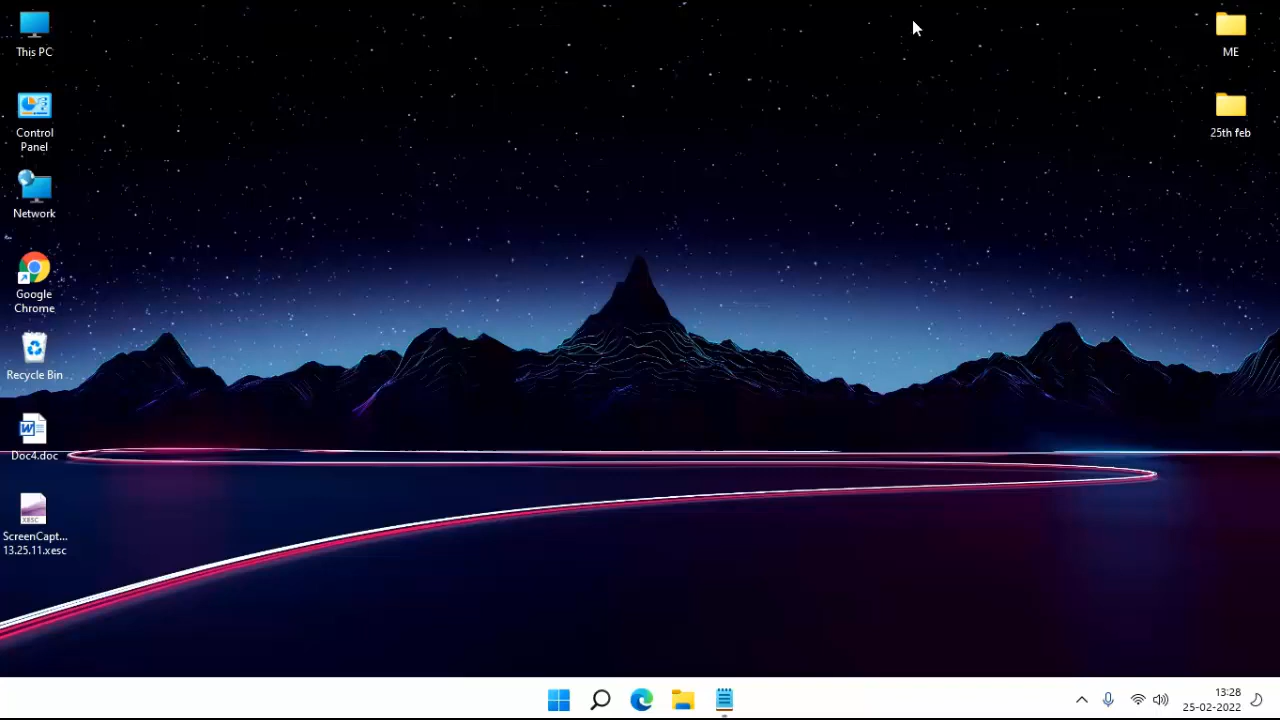 This PC
Control
Panel
Network
Google
Chrome
Recycle Bin
Doc4.doc
XESC
ScreenCapt...
13.25.11.xesc
ME
25th feb
13:28
25-02-2022